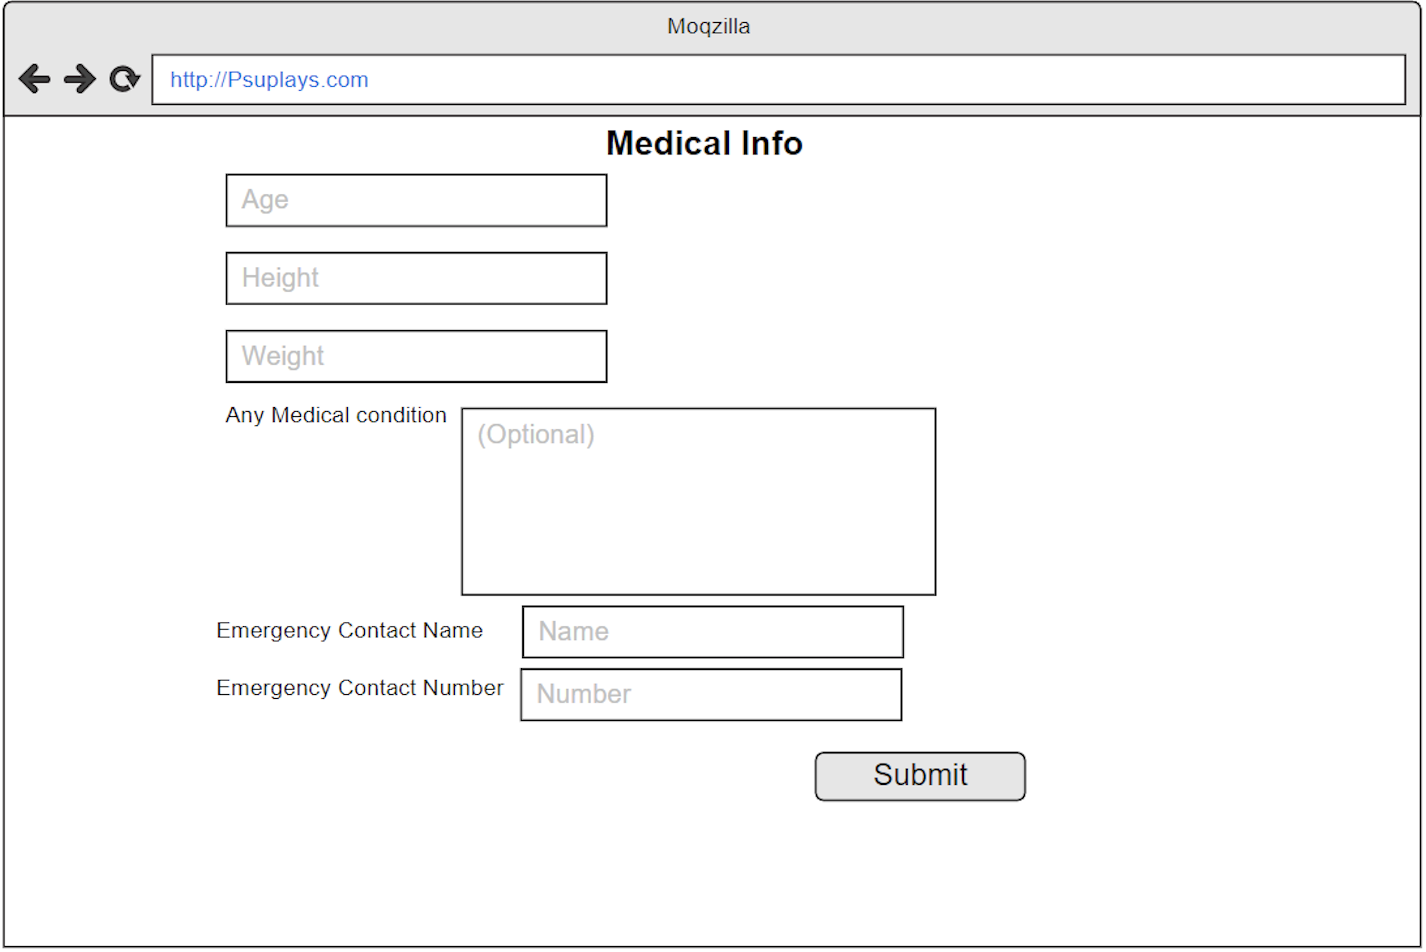 Moqzilla
http://Psuplays.com
Medical Info
Age
Height
Weight
Any Medical condition
(Optional)
Emergency Contact Name
Name
Emergency Contact Number
Number
Submit